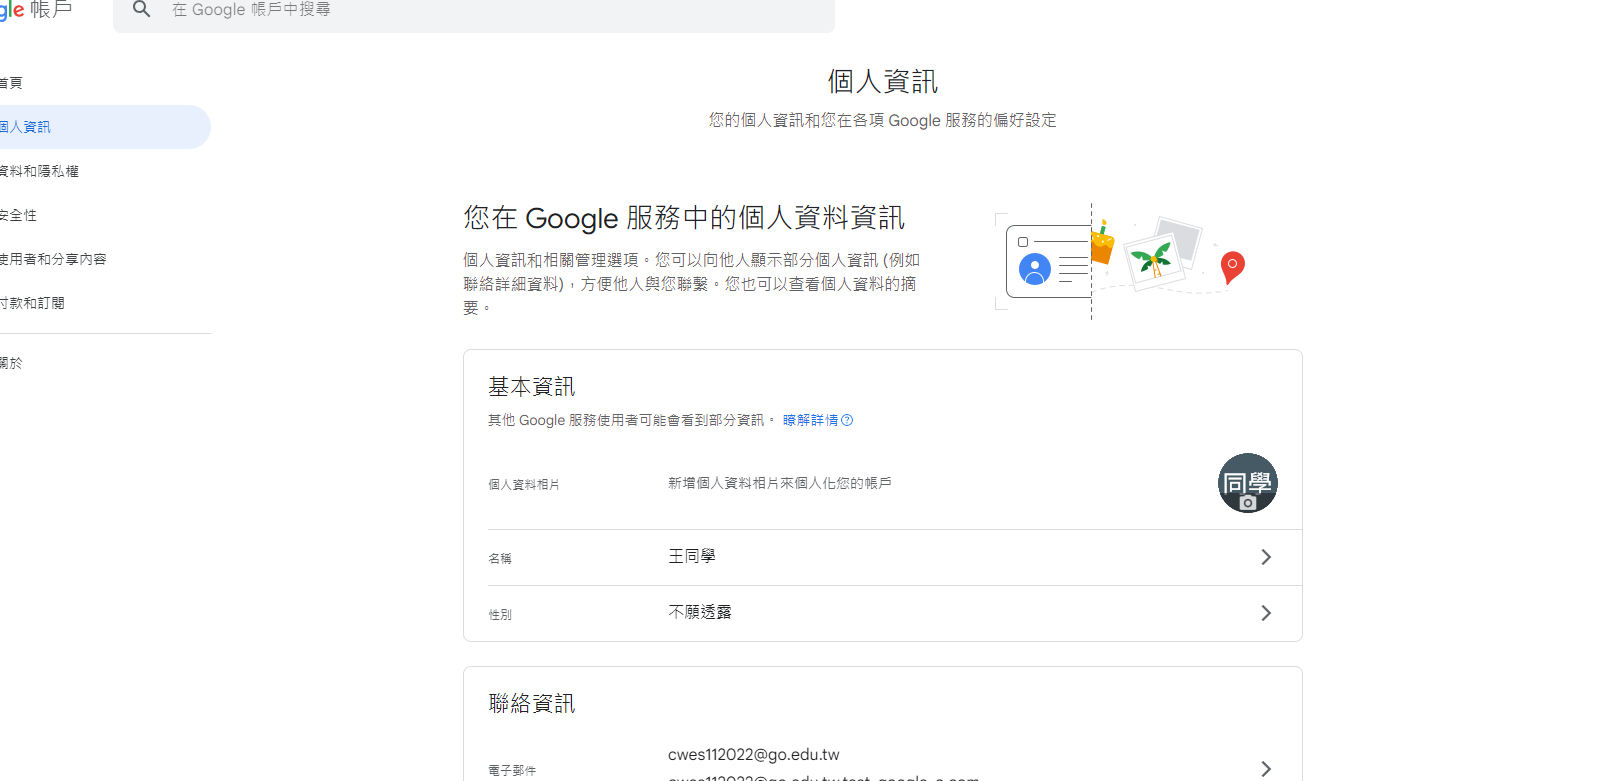 gle 帳戶
在 Google 帳戶中搜尋
首頁
個人資訊
資料和隱私權
安全性
使用者和分享內容
付款和訂閱
關於
個人資訊
您的個人資訊和您在各項 Google 服務的偏好設定
您在 Google 服務中的個人資料資訊
個人資訊和相關管理選項。您可以向他人顯示部分個人資訊 (例如
聯絡詳細資料)，方便他人與您聯繫。您也可以查看個人資料的摘
要。
基本資訊
其他 Google 服務使用者可能會看到部分資訊。 瞭解詳情
個人資料相片
新增個人資料相片來個人化您的帳戶
同學
名稱
王同學
性別
不願透露
聯絡資訊
電子郵件
cwes112022@go.edu.tw
cwes112022@go.edu.tw.test-google-a.com